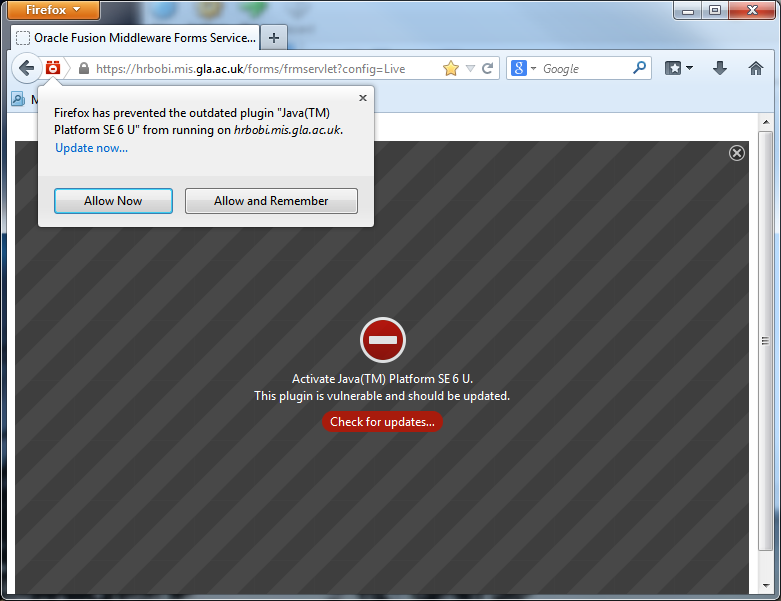 Firefox
Oracle Fusion Middleware Forms Service...
https://hrbobi.mis.gla.ac.uk/forms/frmservlet?config=Live
Google
M
Firefox has prevented the outdated plugin "Java(TM)
Platform SE 6 U" from running on hrbobi.mis.gla.ac.uk.
Update now...
Allow Now
Allow and Remember
Activate Java(TM) Platform SE 6 U.
This plugin is vulnerable and should be updated.
Check for updates...